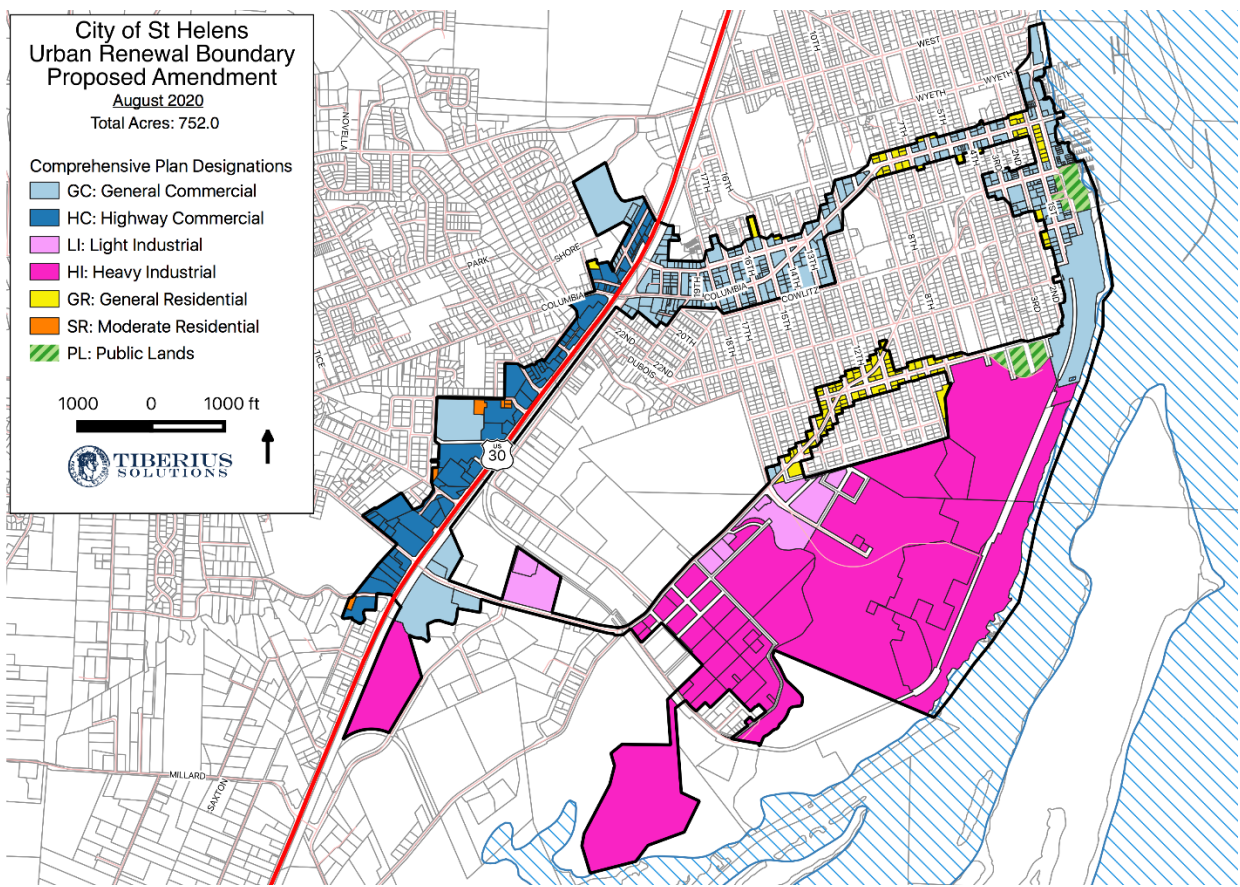 City of St Helens
Urban Renewal Boundary
Proposed Amendment
August 2020
Total Acres: 752.0
Comprehensive Plan Designations
GC: General Commercial
HC: Highway Commercial
LI: Light Industrial
HI: Heavy Industrial
GR: General Residential
SR: Moderate Residential
PL: Public Lands
1000 0 1000 ft
TIBERIUS
SOLUTIONS
NOVELLA
10TH
WEST
WYETH
WYETH
17TH
16TH
7TH
5TH
4TH
3RD
2ND
1ST
SHORE
PARK
COLUMBIA
19TH
COLUMBIA
16TH
14TH
13TH
COWLITZ
15TH
17TH
18TH
20TH
22ND
22ND
DUBOIS
8TH
8TH
2ND
3RD
12TH
TICE
US
30
MILLARD
SAXTON